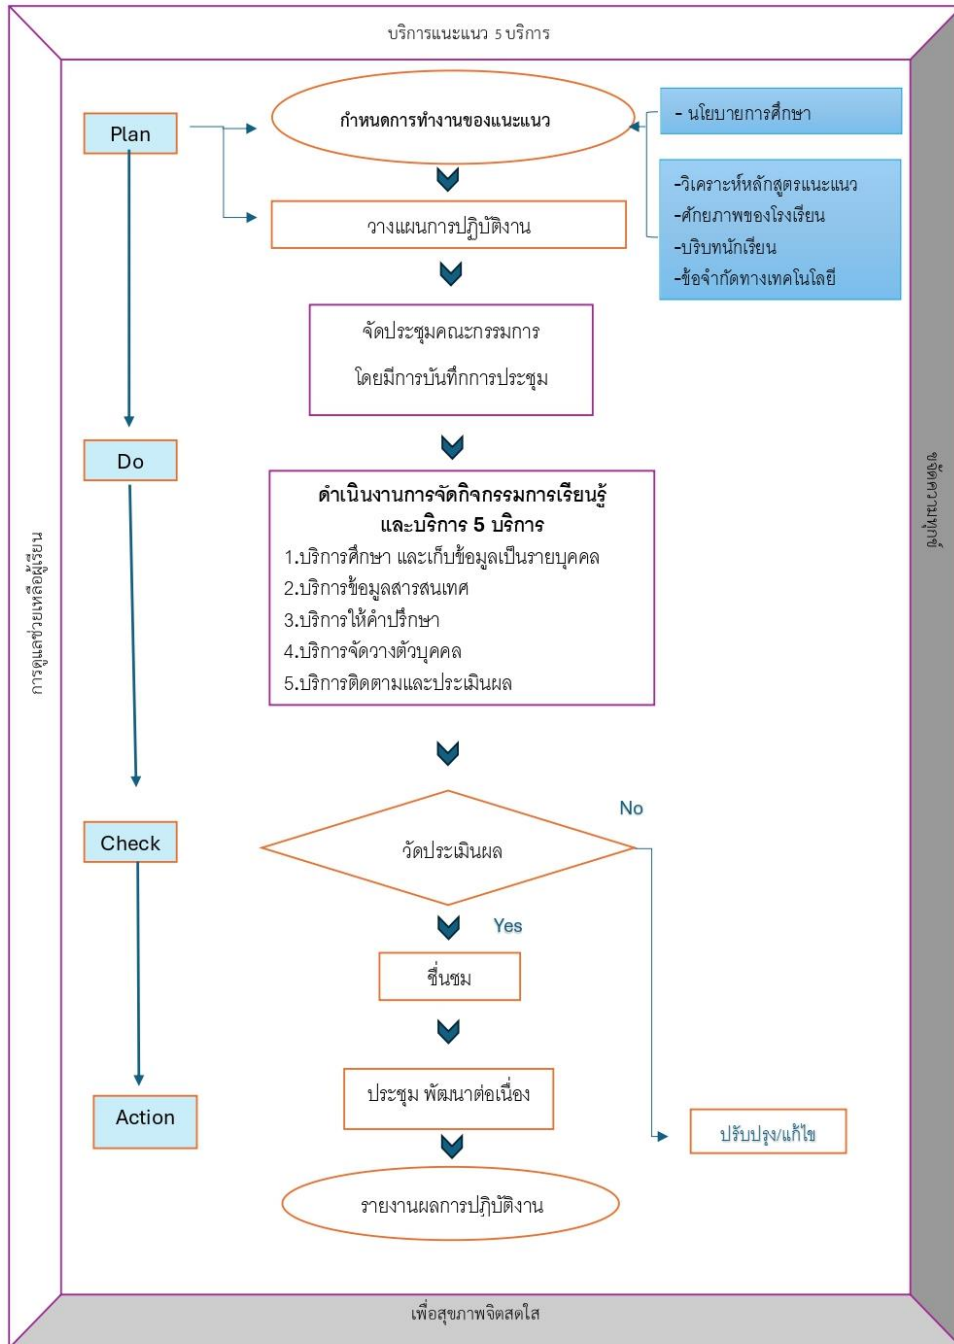 บริการแนะแนว 5 บริการ
Plan
กำหนดการทำงานของแนะแนว
- นโยบายการศึกษา
-วิเคราะห์หลักสูตรแนะแนว
-ศักยภาพของโรงเรียน
-บริบทนักเรียน
-ข้อจำกัดทางเทคโนโลยี
วางแผนการปฏิบัติงาน
จัดประชุมคณะกรรมการ
โดยมีการบันทึกการประชุม
Do
ดำเนินงานการจัดกิจกรรมการเรียนรู้
และบริการ 5 บริการ
1.บริการศึกษา และเก็บข้อมูลเป็นรายบุคคล
2.บริการข้อมูลสารสนเทศ
3.บริการให้คำปรึกษา
4.บริการจัดวางตัวบุคคล
5.บริการติดตามและประเมินผล
การดูแลช่วยเหลือผู้เรียน
ขจัดความทุกข์
No
Check
วัดประเมินผล
Yes
ชื่นชม
ประชุม พัฒนาต่อเนื่อง
Action
ปรับปรุง/แก้ไข
รายงานผลการปฏิบัติงาน
เพื่อสุขภาพจิตสดใส